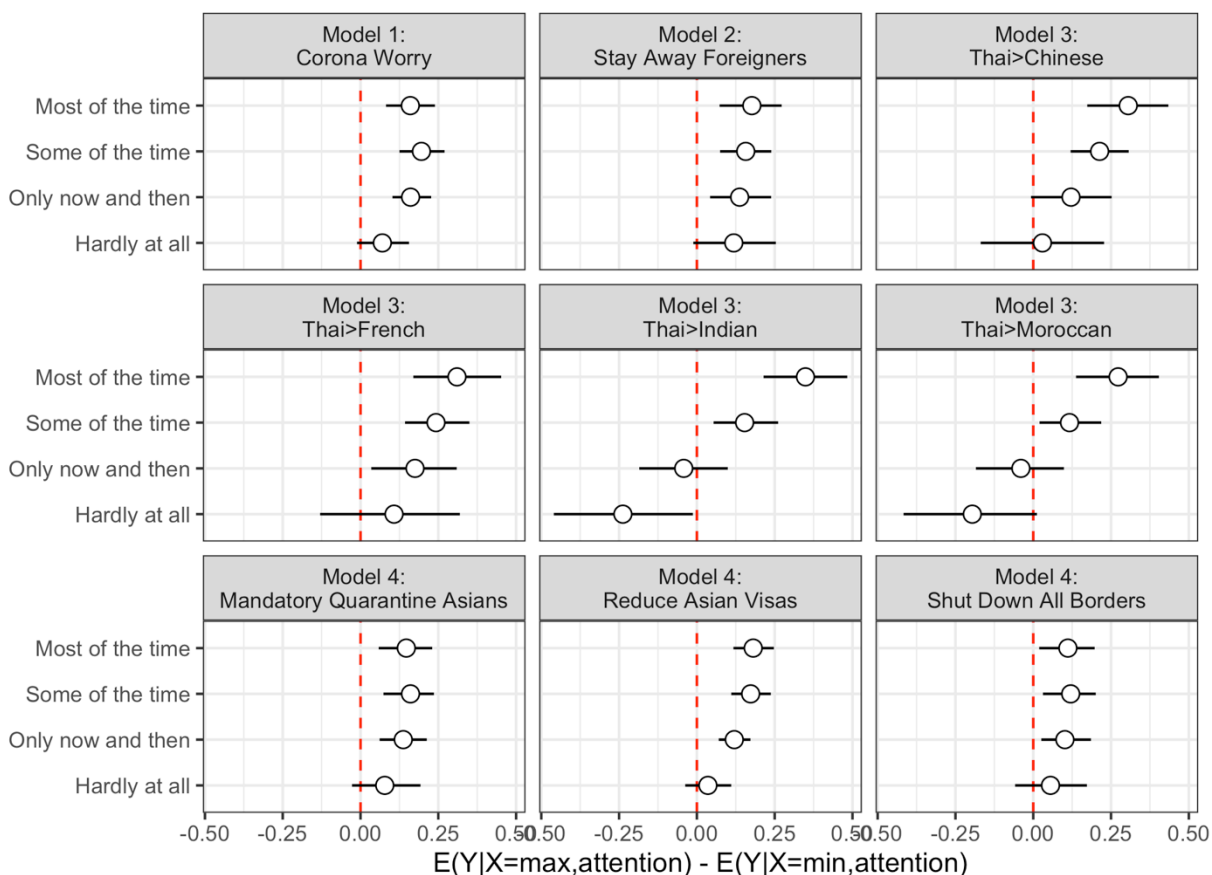 Model 1:
Corona Worry
Model 2:
Stay Away Foreigners
Model 3:
Thai>Chinese
Most of the time
Some of the time
Only now and then
Hardly at all
Model 3:
Thai>French
Model 3:
Thai>Indian
Model 3:
Thai>Moroccan
Most of the time
Some of the time
Only now and then
Hardly at all
Model 4:
Mandatory Quarantine Asians
Model 4:
Reduce Asian Visas
Model 4:
Shut Down All Borders
Most of the time
Some of the time
Only now and then
Hardly at all
-0.50 -0.25 0.00 0.25 0.50 -0.25 0.00 0.25 0.50 -0.25 0.00 0.25 0.50
E(Y|X=max,attention) - E(Y|X=min,attention)